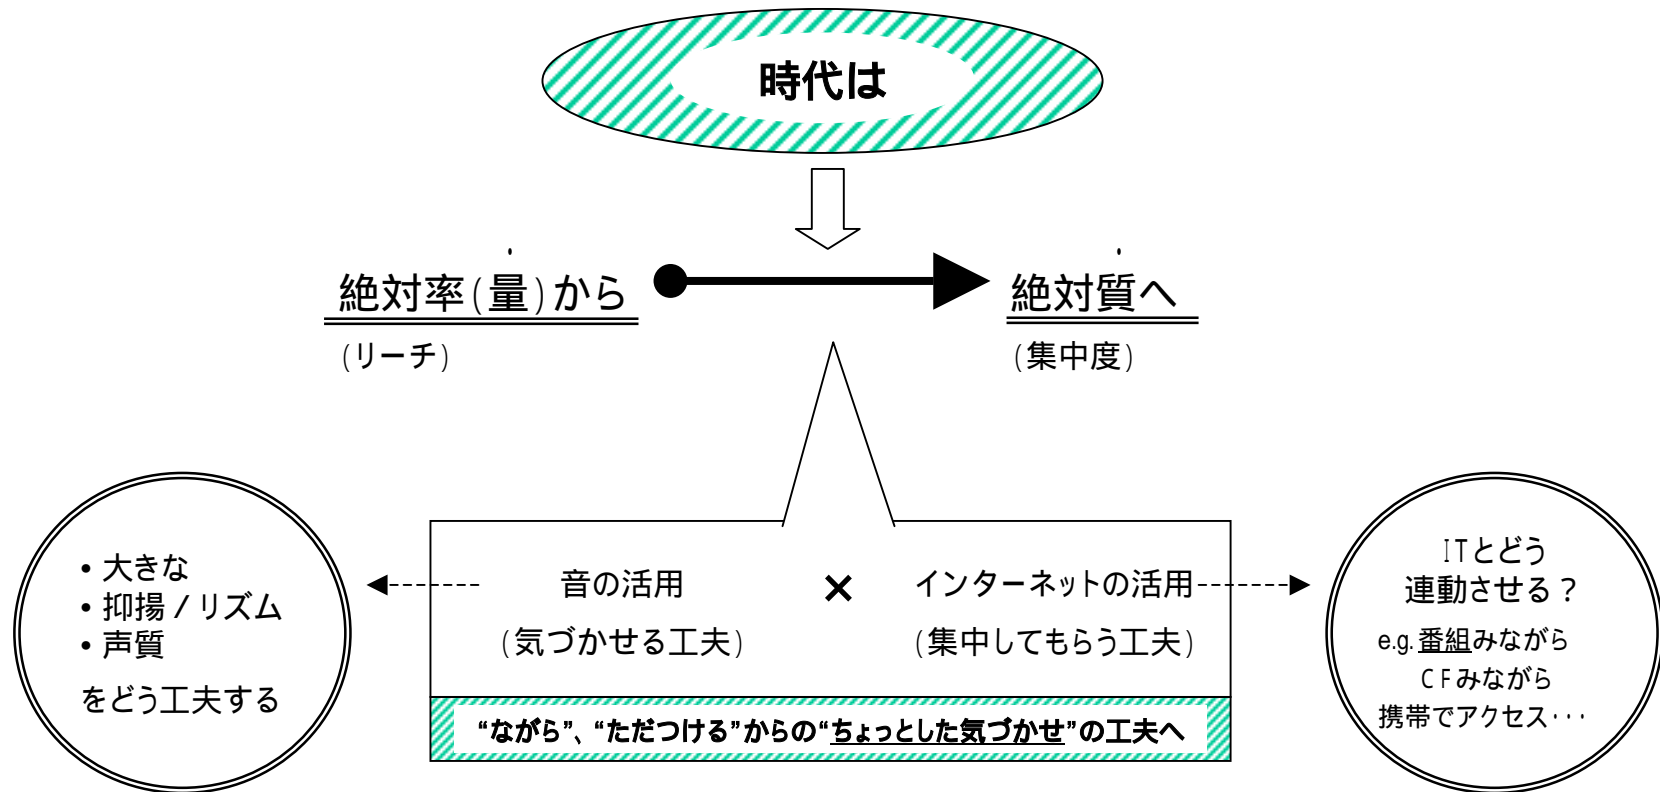 時代は
絶対率(量)から
絶対質へ
(リーチ)
(集中度)
• 大きな
• 抑揚/リズム
• 声質
をどう工夫する
音の活用 × インターネットの活用
(気づかせる工夫) (集中してもらう工夫)
“ながら”、“ただつける”からの“ちょっとした気づかせ”の工夫へ
ITとどう
連動させる?
e.g. 番組みながら
CFみながら
携帯でアクセス・・・